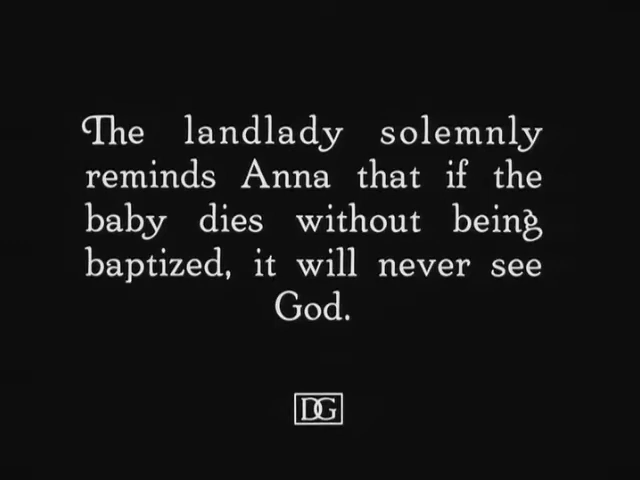 The landlady solemnly
reminds Anna that if the
baby dies without being
baptized, it will never see
God.
DG